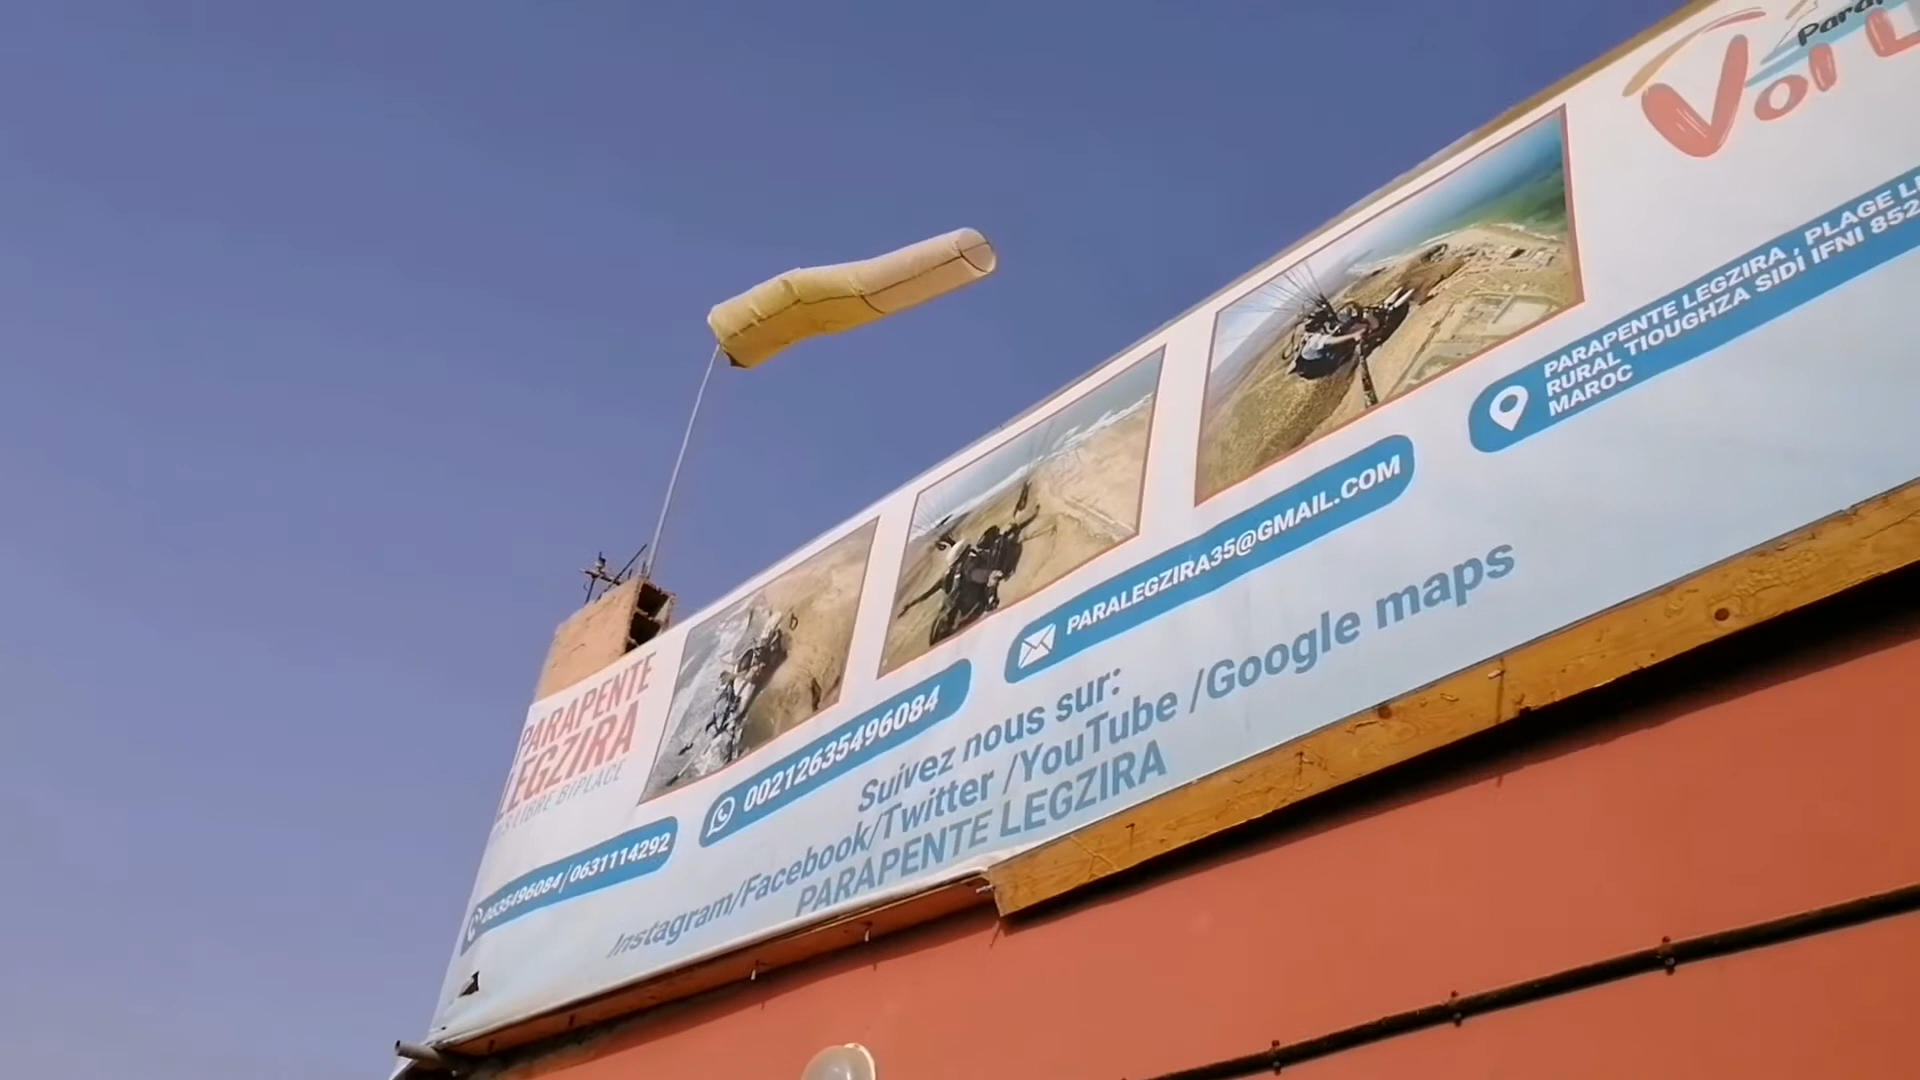 PARAPENTE
LEGZIRA
LIBRE BIPLACE
0635496084/0631114292
00212635496084
PARALEGZIRA35@GMAIL.COM
Suivez nous sur:
Instagram/Facebook/Twitter /YouTube /Google maps
PARAPENTE LEGZIRA
Vol
PARAPENTE LEGZIRA , PLAGE
RURAL TIOUGHZA SIDI IFNI
MAROC